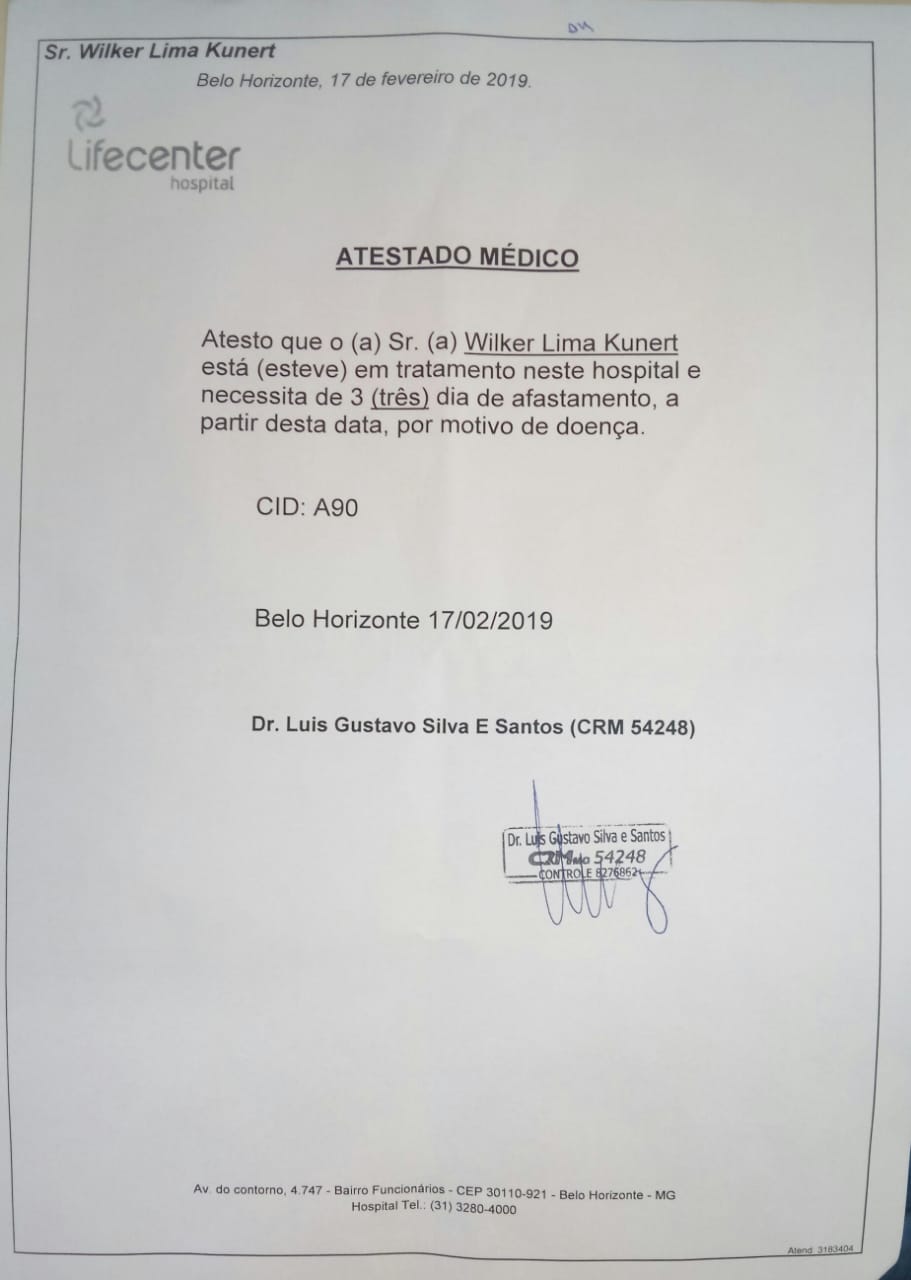 Sr. Wilker Lima Kunert
Belo Horizonte, 17 de fevereiro de 2019.
Lifecenter
hospital
ATESTADO MÉDICO
Atesto que o (a) Sr. (a) Wilker Lima Kunert
está (esteve) em tratamento neste hospital e
necessita de 3 (três) dia de afastamento, a
partir desta data, por motivo de doença.
CID: A90
Belo Horizonte 17/02/2019
Dr. Luis Gustavo Silva E Santos (CRM 54248)
Dr. Luis Gustavo Silva e Santos
CRM MG 54248
CONTROLE 8276862
Av. do contorno, 4.747 - Bairro Funcionários - CEP 30110-921 - Belo Horizonte - MG
Hospital Tel.: (31) 3280-4000
Atend: 3183404